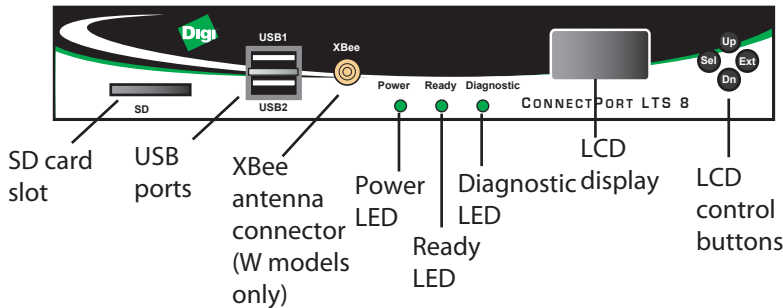 Digi
USB1
USB2
XBee
SD
Power Ready Diagnostic
CONNECTPORT LTS 8
Up
Sel Ext
Dn
SD card
slot
USB
ports
XBee
antenna
connector
(W models
only)
Power
LED
Ready
LED
Diagnostic
LED
LCD
display
LCD
control
buttons